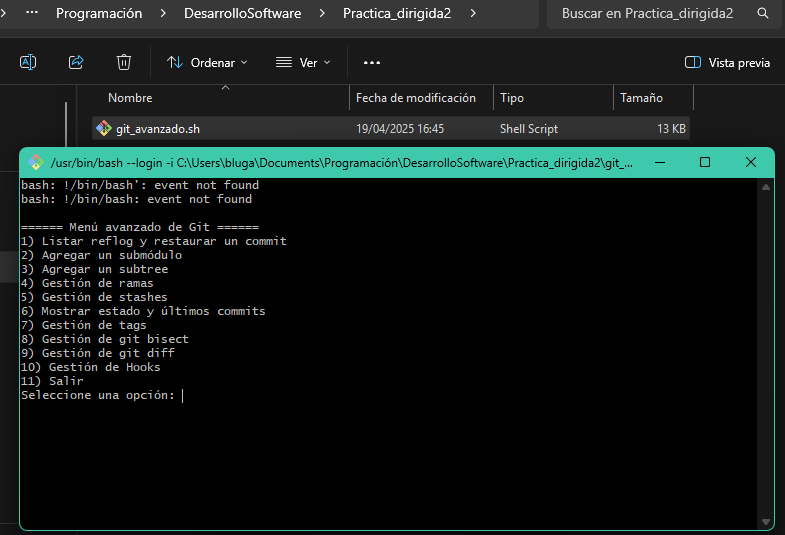 ··· Programación DesarrolloSoftware Practica_dirigida2 Buscar en Practica_dirigida2
Ordenar Ver ··· Vista previa
Nombre Fecha de modificación Tipo Tamaño
git_avanzado.sh 19/04/2025 16:45 Shell Script 13 KB
/usr/bin/bash --login -i C:\Users\bluga\Documents\Programación\DesarrolloSoftware\Practica_dirigida2\git_...
bash: !/bin/bash': event not found
bash: !/bin/bash: event not found
====== Menú avanzado de Git ======
1) Listar reflog y restaurar un commit
2) Agregar un submódulo
3) Agregar un subtree
4) Gestión de ramas
5) Gestión de stashes
6) Mostrar estado y últimos commits
7) Gestión de tags
8) Gestión de git bisect
9) Gestión de git diff
10) Gestión de Hooks
11) Salir
Seleccione una opción: